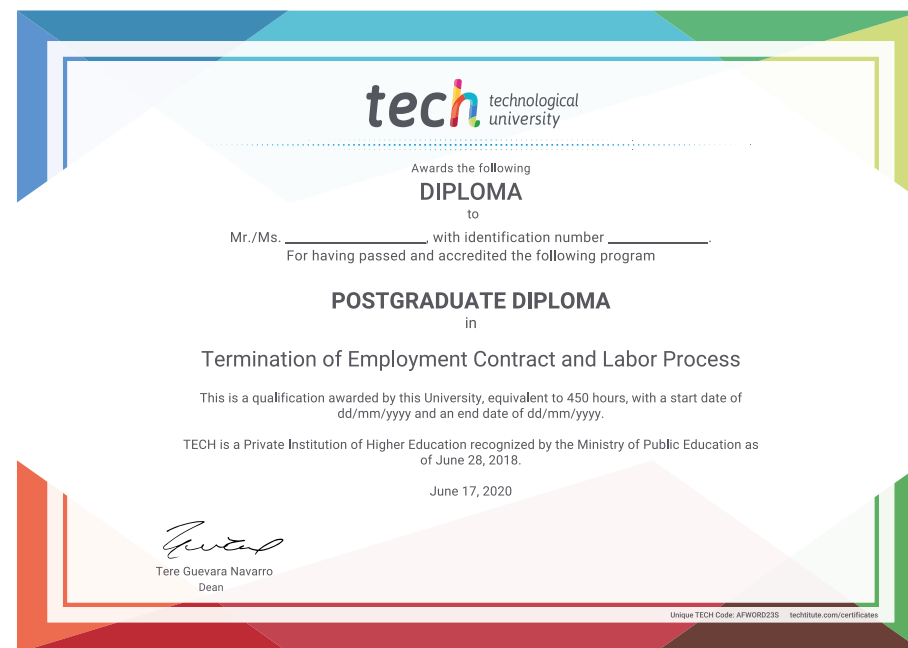 tech technological
university
Awards the following
DIPLOMA
to
Mr./Ms. ____________________, with identification number ______________.
For having passed and accredited the following program
POSTGRADUATE DIPLOMA
in
Termination of Employment Contract and Labor Process
This is a qualification awarded by this University, equivalent to 450 hours, with a start date of
dd/mm/yyyy and an end date of dd/mm/yyyy.
TECH is a Private Institution of Higher Education recognized by the Ministry of Public Education as
of June 28, 2018.
June 17, 2020
Tere Guevara Navarro
Dean
Unique TECH Code: AFWORD23S techtitute.com/certificates